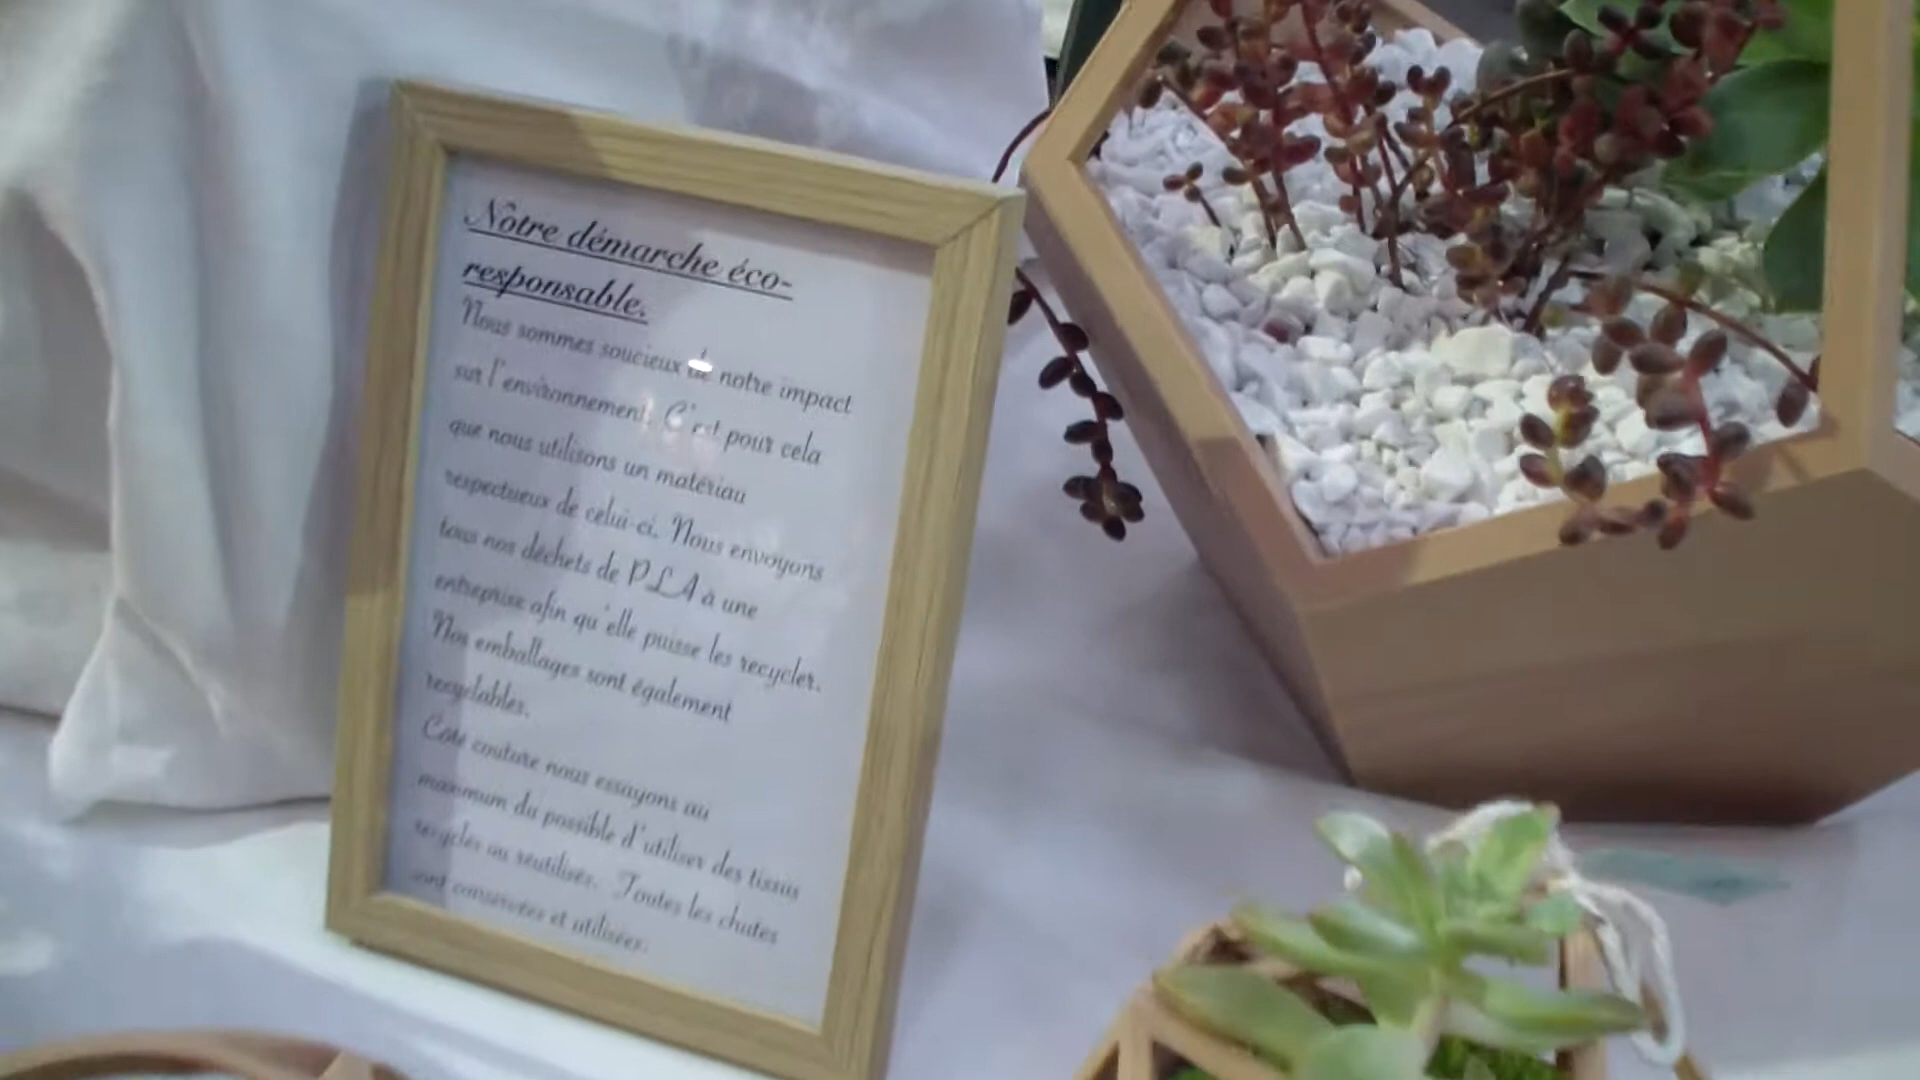 Notre démarche éco-
responsable.
Nous sommes soucieux de notre impact
sur l'environnement. C'est pour cela
que nous utilisons un matériau
respectueux de celui-ci. Nous envoyons
tous nos déchets de PLA à une
entreprise afin qu'elle puisse les recycler.
Nos emballages sont également
recyclables.
Côté couture nous essayons au
maximum du possible d'utiliser des tissus
recyclés ou réutilisés. Toutes les chutes
sont conservées et utilisées.